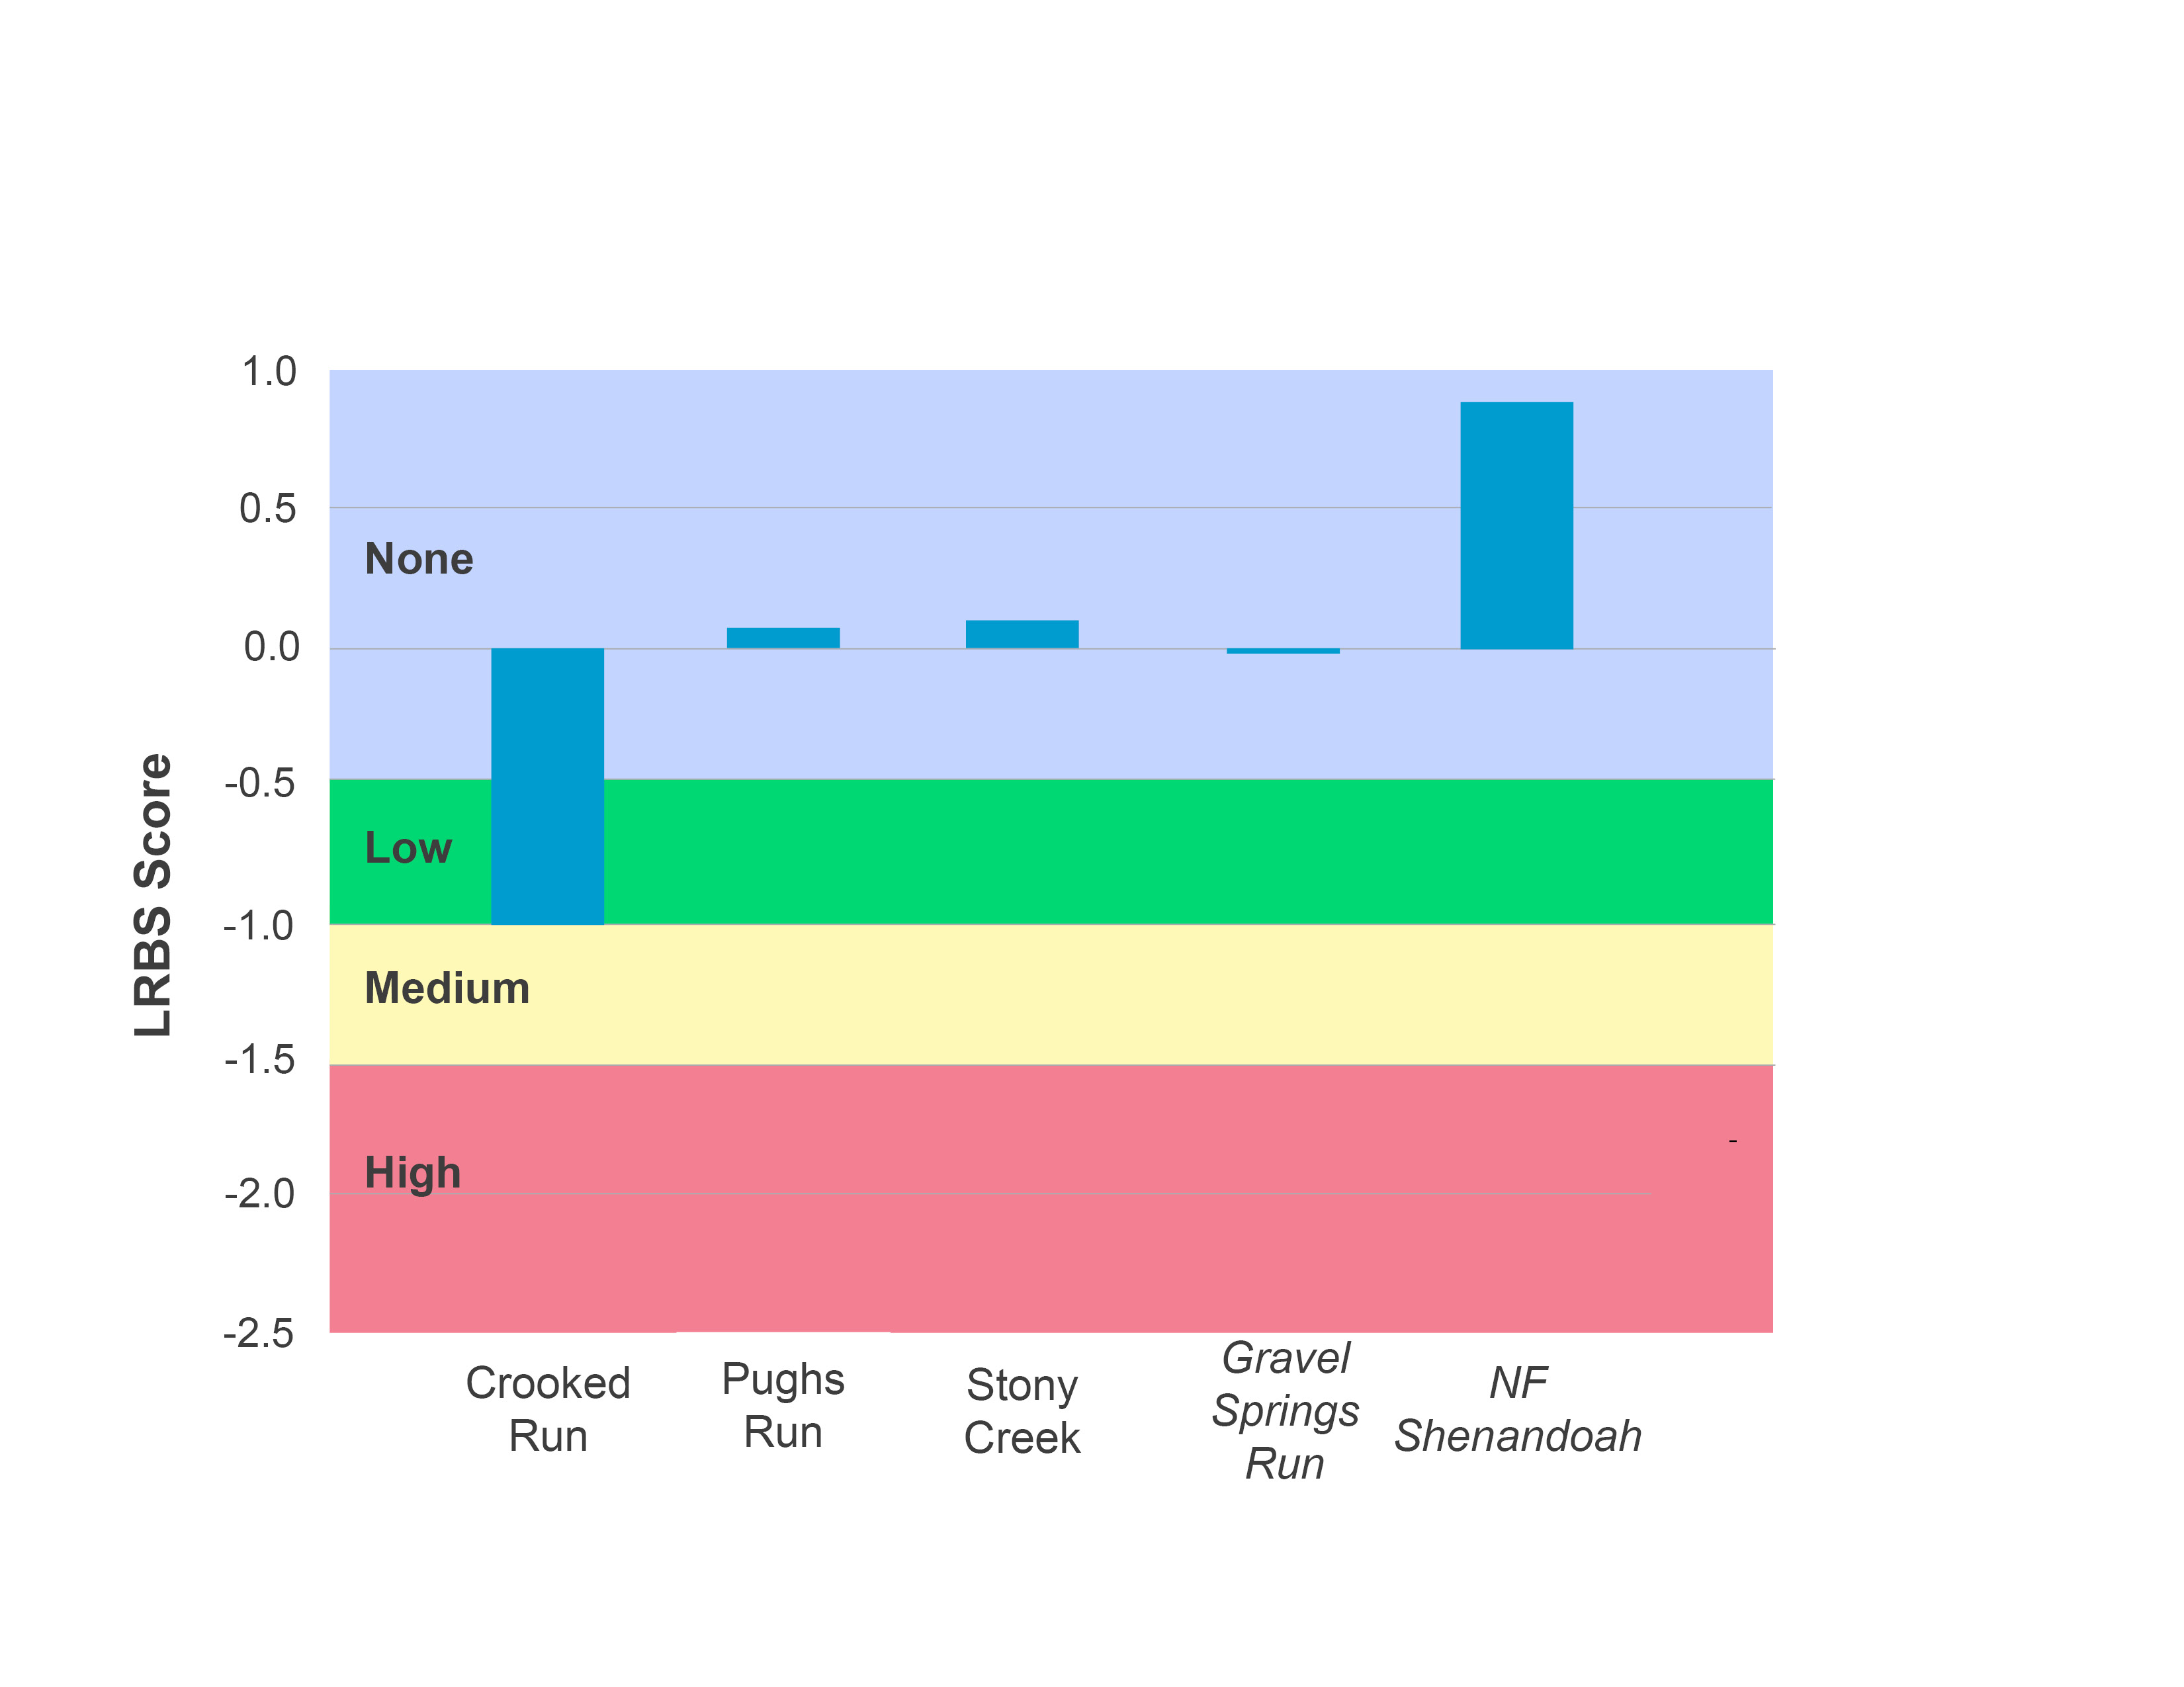 1.0
0.5
None
0.0
-0.5
Low
-1.0
Medium
-1.5
High
-2.0
-2.5
LRBS Score
-
Crooked
Run
Pughs
Run
Stony
Creek
Gravel
Springs
Run
NF
Shenandoah